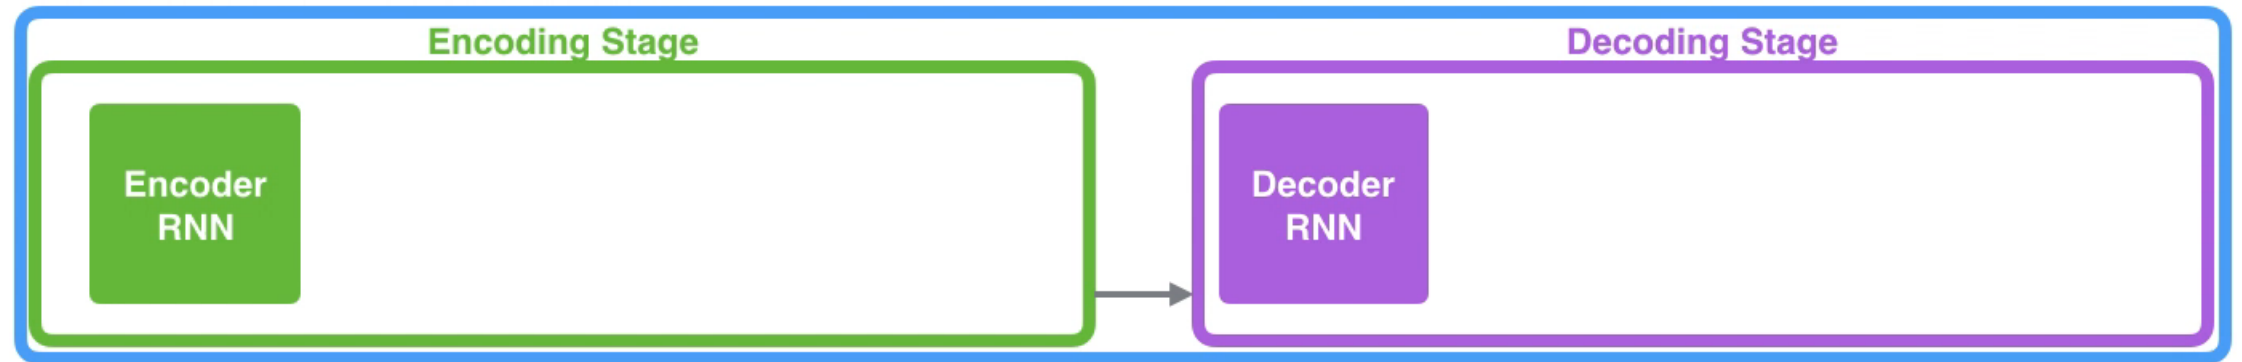 Encoding Stage
Decoding Stage
Encoder
RNN
Decoder
RNN